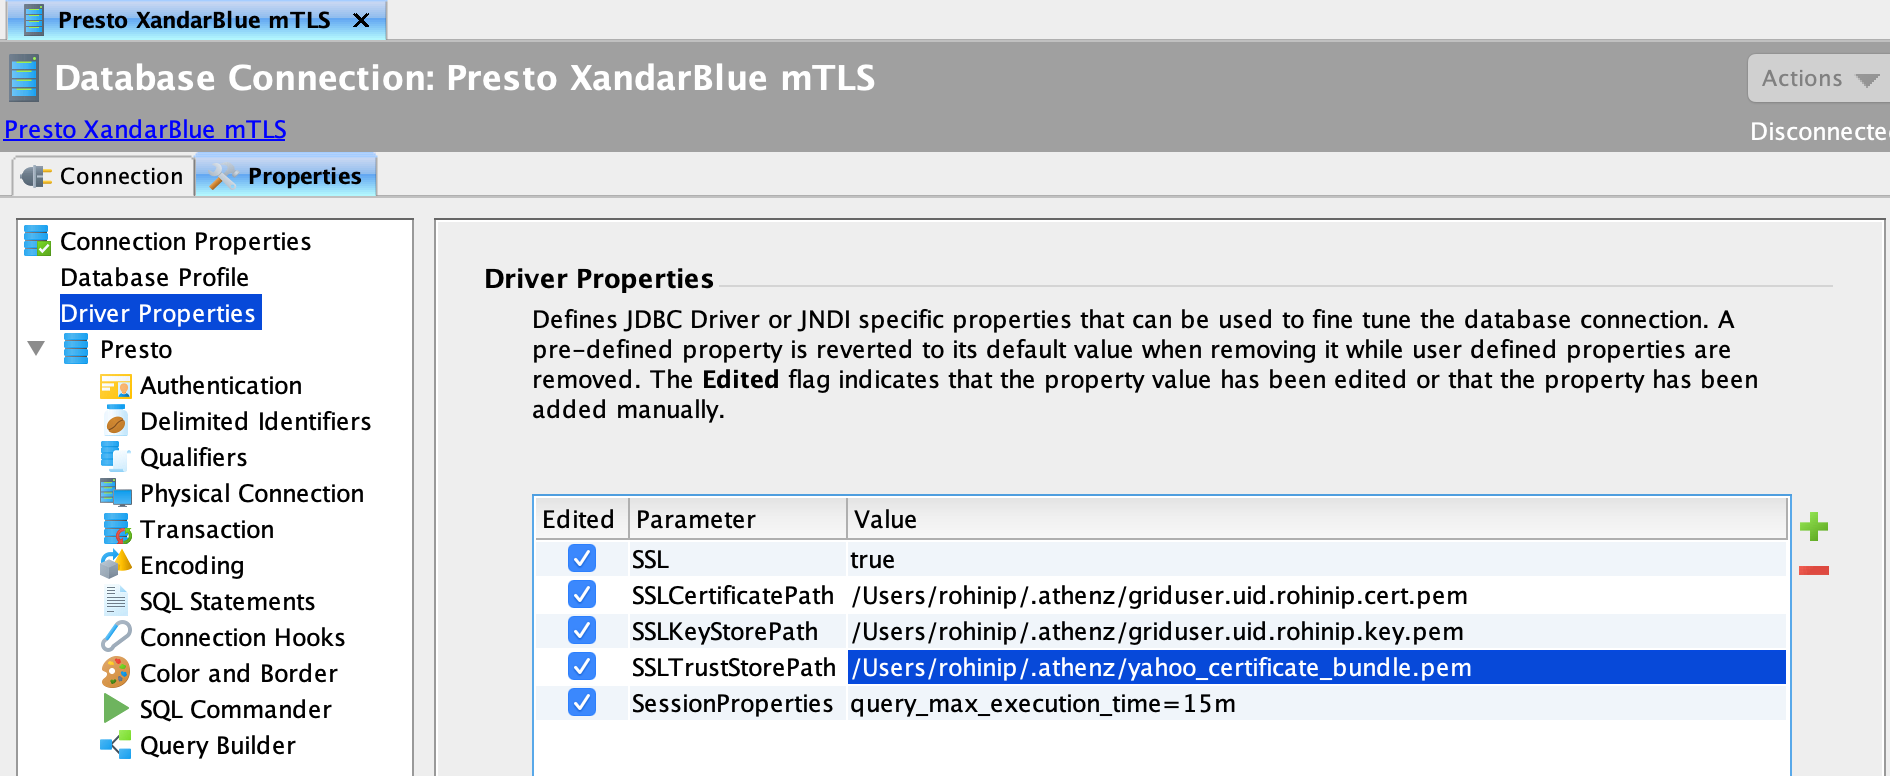 Presto XandarBlue mTLS ×
Database Connection: Presto XandarBlue mTLS
Actions
Presto XandarBlue mTLS
Disconnecte
Connection
Properties
Connection Properties
Database Profile
Driver Properties
Presto
Authentication
Delimited Identifiers
Qualifiers
Physical Connection
Transaction
Encoding
SQL Statements
Connection Hooks
Color and Border
SQL Commander
Query Builder
Driver Properties
Defines JDBC Driver or JNDI specific properties that can be used to fine tune the database connection. A
pre-defined property is reverted to its default value when removing it while user defined properties are
removed. The Edited flag indicates that the property value has been edited or that the property has been
added manually.
Edited Parameter Value
SSL true
SSLCertificatePath /Users/rohinip/.athenz/griduser.uid.rohinip.cert.pem
SSLKeyStorePath /Users/rohinip/.athenz/griduser.uid.rohinip.key.pem
SSLTrustStorePath /Users/rohinip/.athenz/yahoo_certificate_bundle.pem
SessionProperties query_max_execution_time=15m